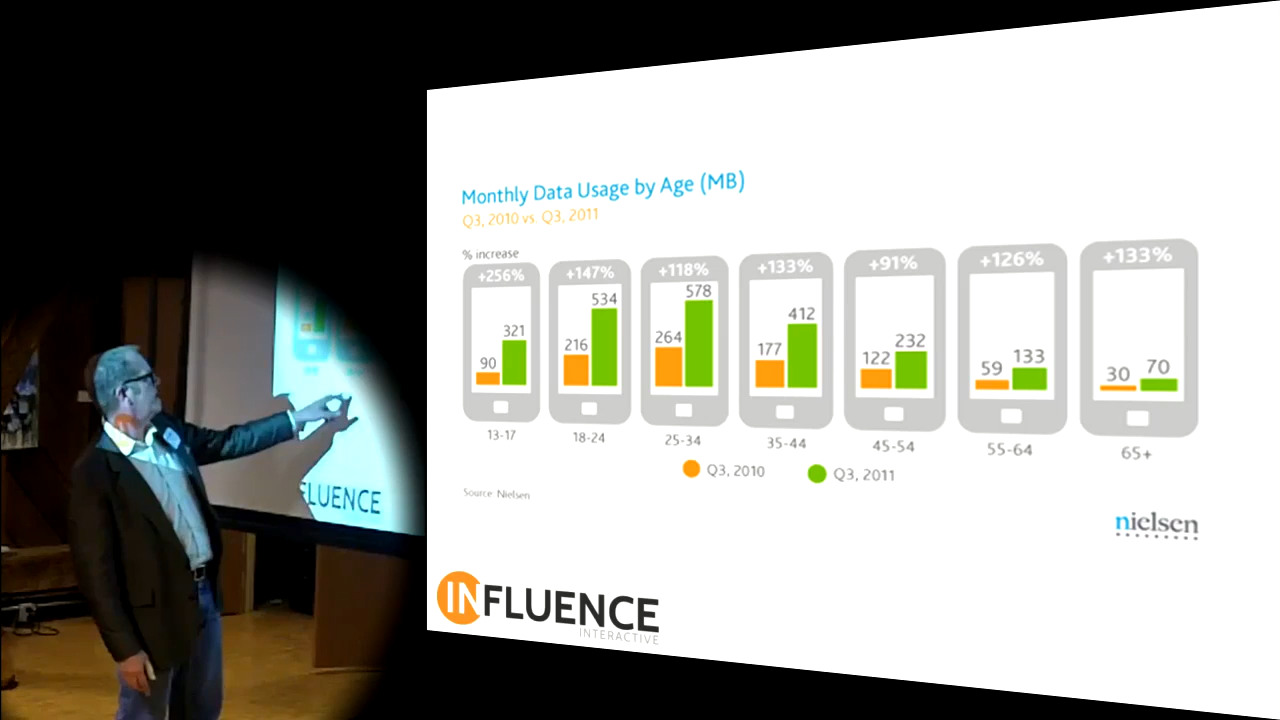 Monthly Data Usage by Age (MB)
Q3, 2010 vs. Q3, 2011
% increase
+256% +147% +118% +133% +91% +126% +133%
90 321 216 534 264 578 177 412 122 232 59 133 30 70
13-17 18-24 25-34 35-44 45-54 55-64 65+
Q3, 2010 Q3, 2011
Source Nielsen
nielsen
INFLUENCE
INTERACTIVE
FLUENCE